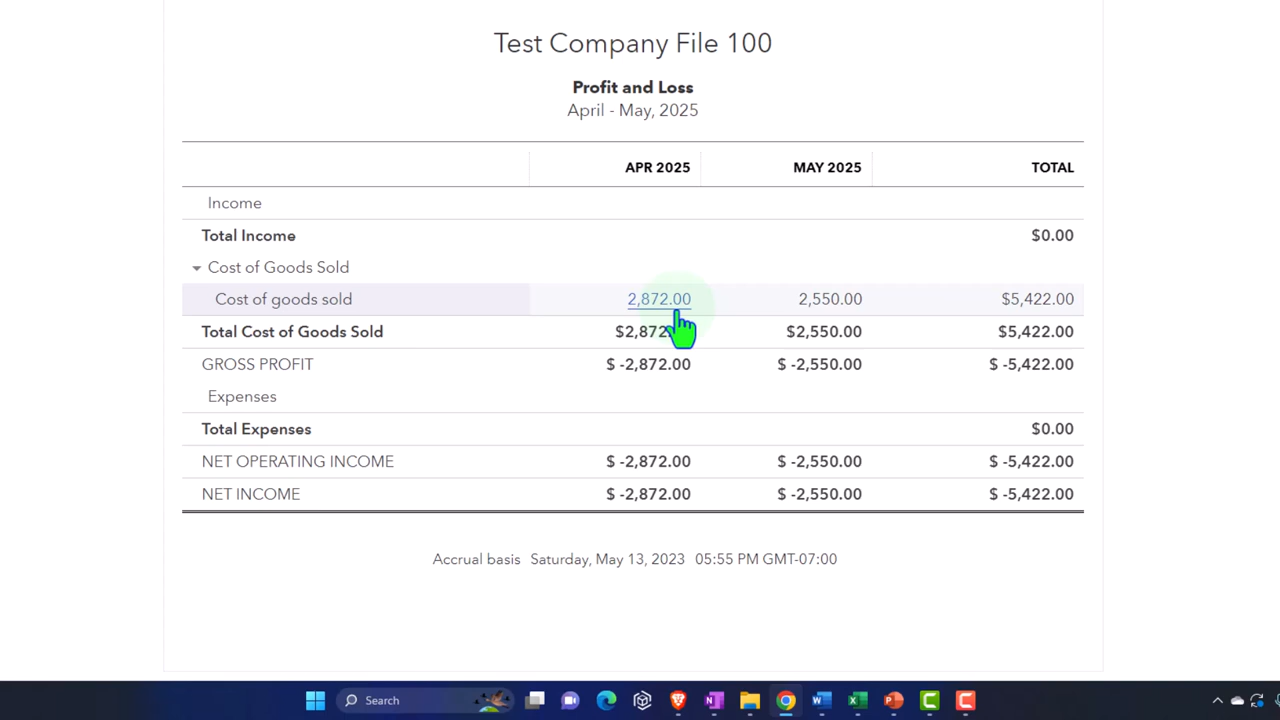 Test Company File 100
Profit and Loss
April - May, 2025
APR 2025 MAY 2025 TOTAL
Income
Total Income $0.00
Cost of Goods Sold
Cost of goods sold 2,872.00 2,550.00 $5,422.00
Total Cost of Goods Sold $2,872. $2,550.00 $5,422.00
GROSS PROFIT $ -2,872.00 $ -2,550.00 $ -5,422.00
Expenses
Total Expenses $0.00
NET OPERATING INCOME $ -2,872.00 $ -2,550.00 $ -5,422.00
NET INCOME $ -2,872.00 $ -2,550.00 $ -5,422.00
Accrual basis Saturday, May 13, 2023 05:55 PM GMT-07:00
Search